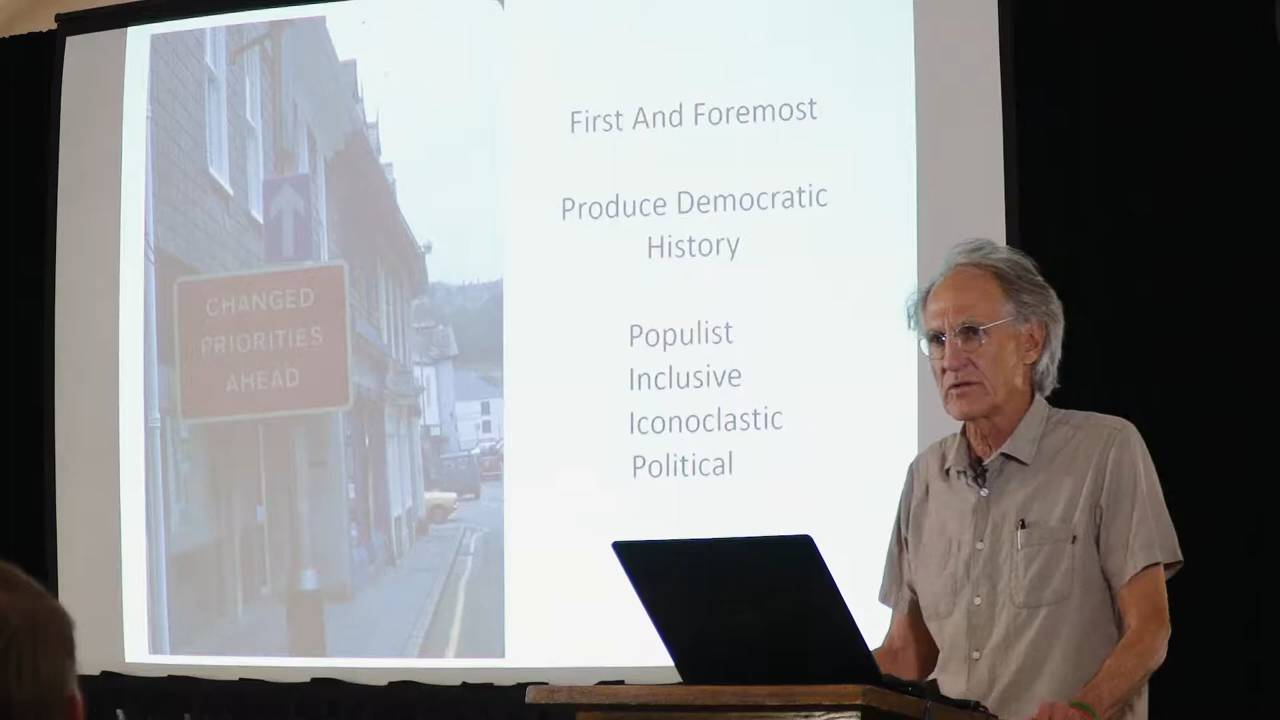 CHANGED
PRIORITIES
AHEAD
First And Foremost
Produce Democratic
History
Populist
Inclusive
Iconoclastic
Political